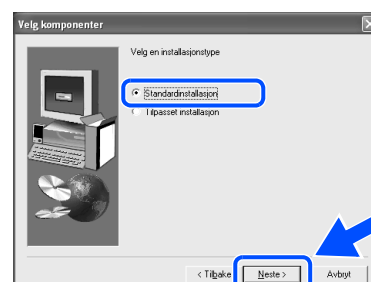 Velg komponenter
Velg en installasjonstype
Standardinstallasjon
Tilpasset installasjon
< Tilbake Neste > Avbryt